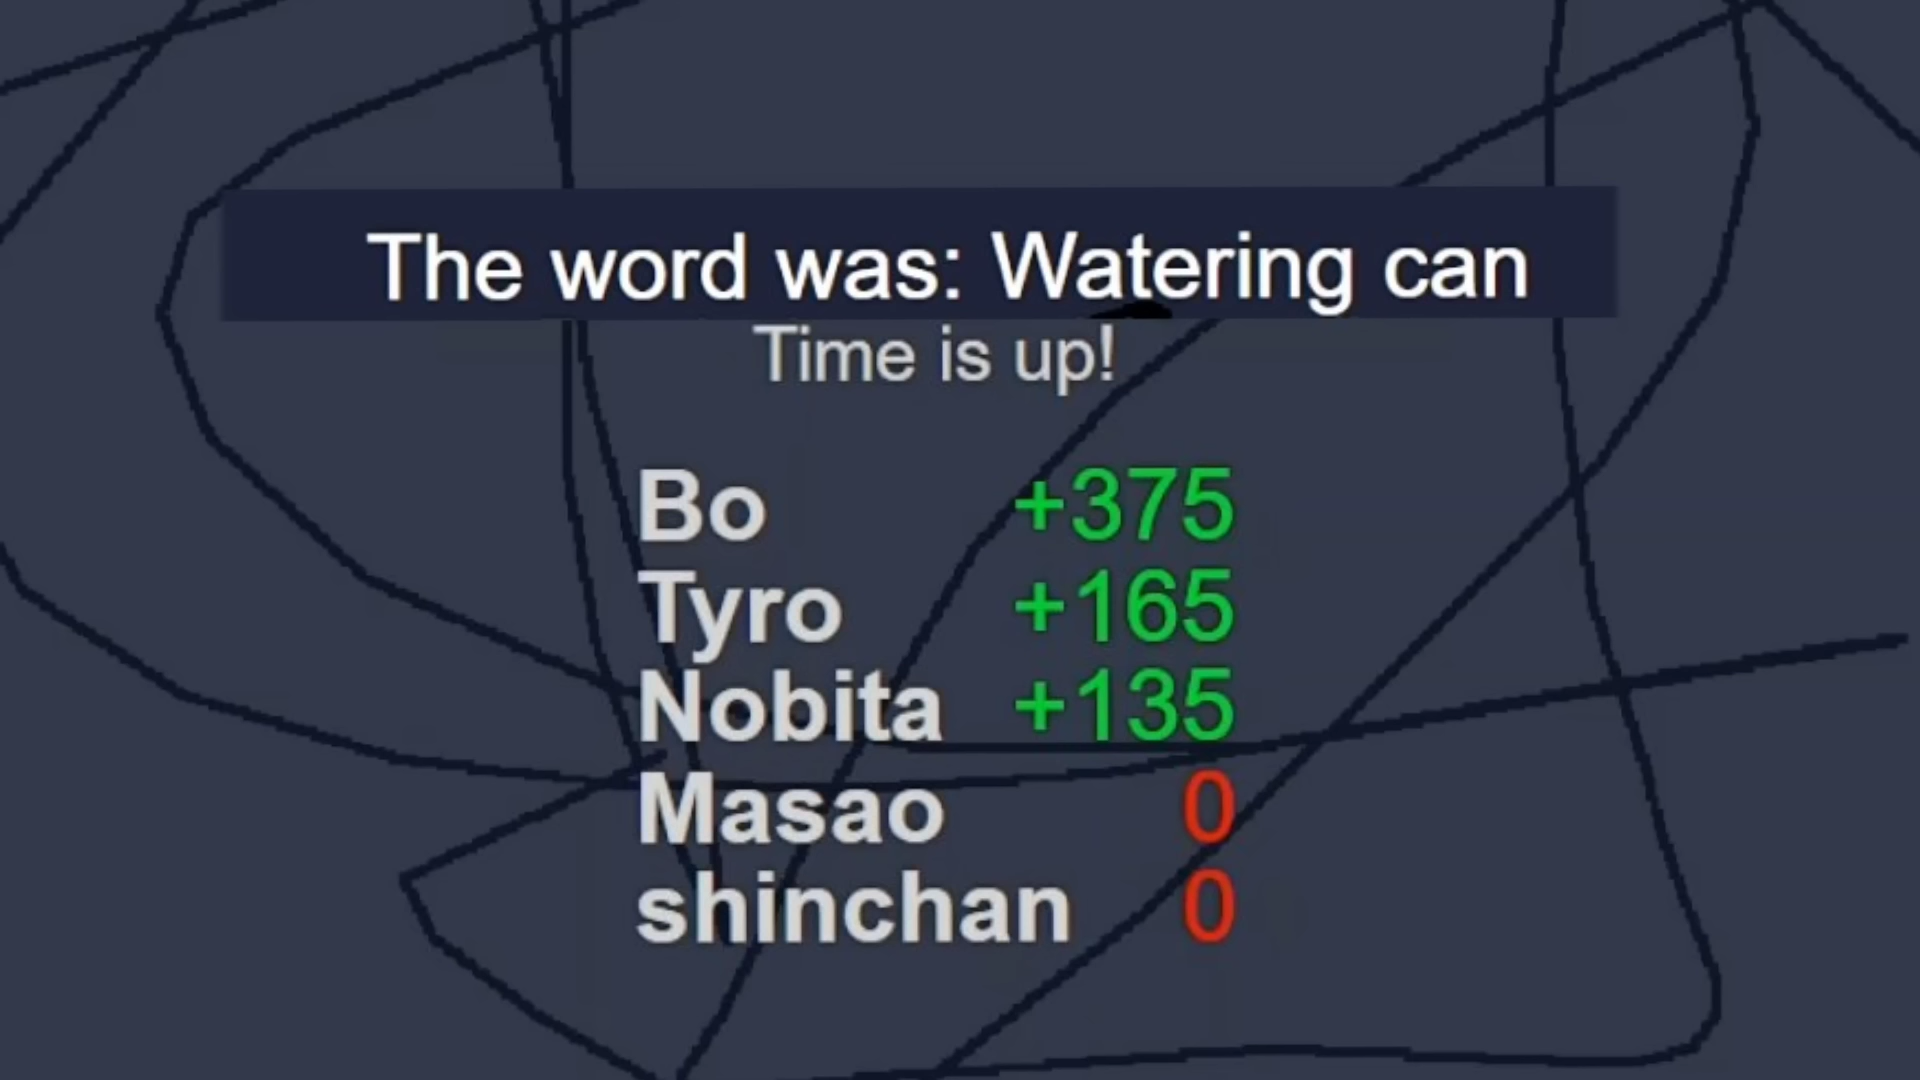 The word was: Watering can
Time is up!
Bo +375
Tyro +165
Nobita +135
Masao 0
shinchan 0